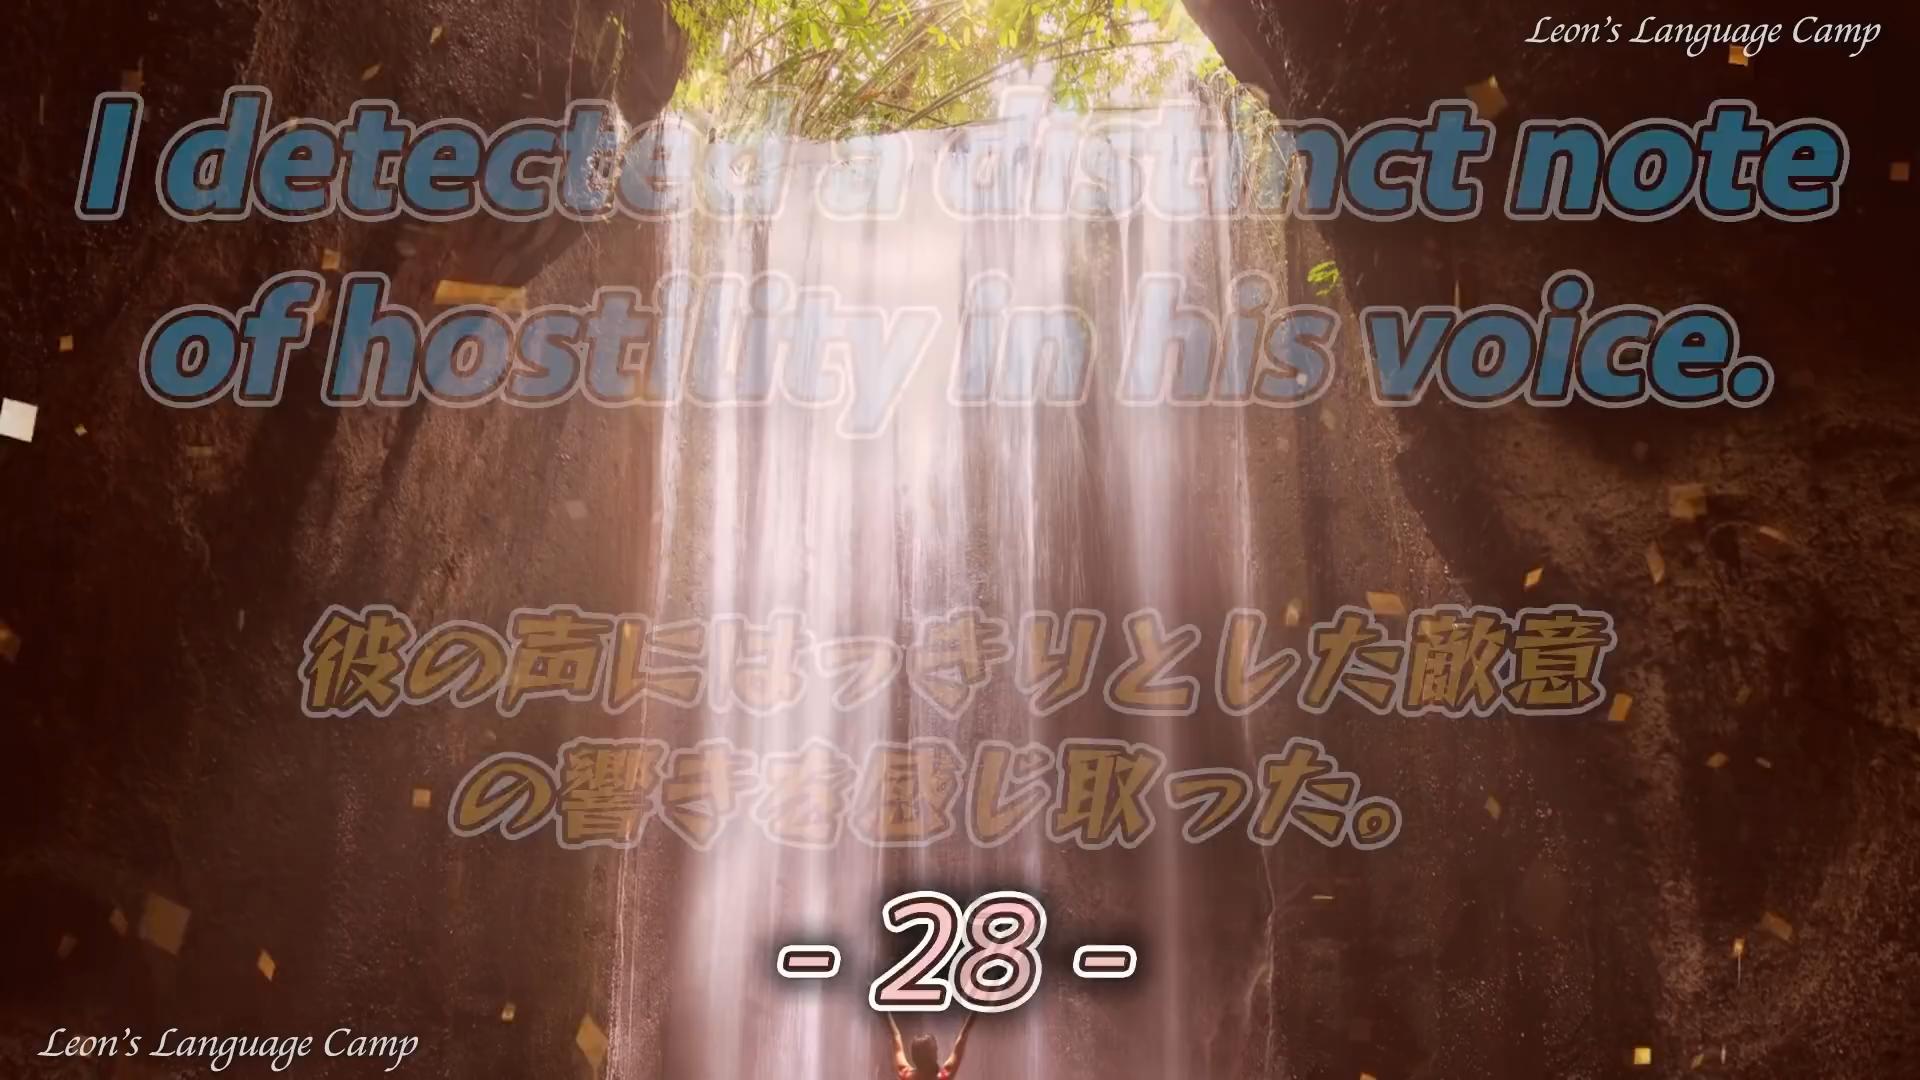 Leon's Language Camp
I detected a distinct note
of hostility in his voice.
彼の声にはっきりとした敵意
の響きを感じ取った。
- 28 -
Leon's Language Camp